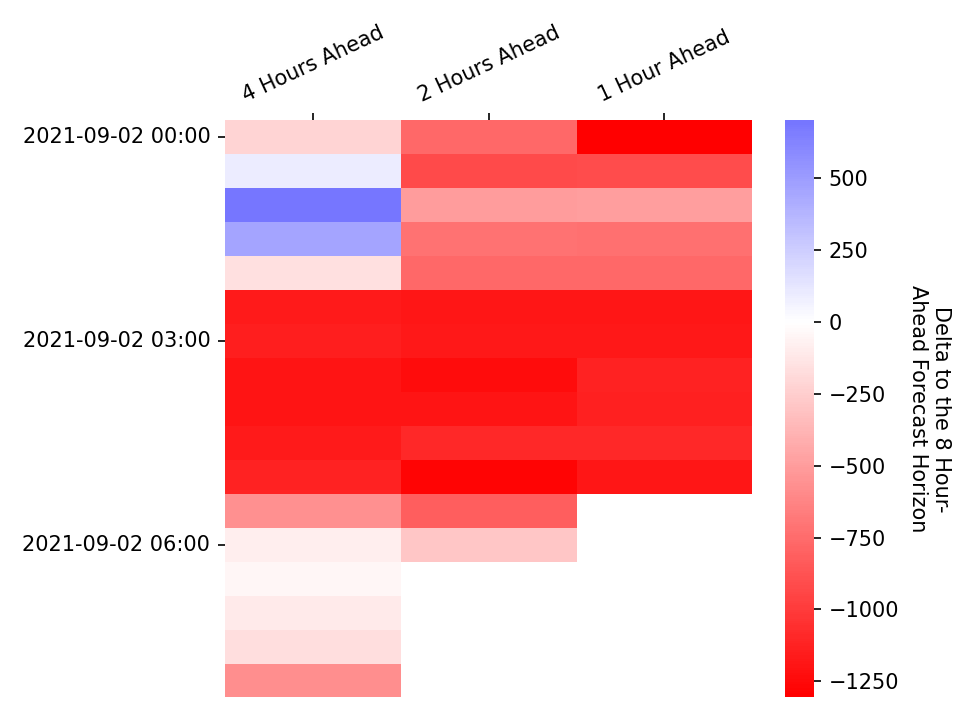 4 Hours Ahead
2 Hours Ahead
1 Hour Ahead
2021-09-02 00:00
2021-09-02 03:00
2021-09-02 06:00
500
250
0
−250
−500
−750
−1000
−1250
Delta to the 8 Hour-
Ahead Forecast Horizon